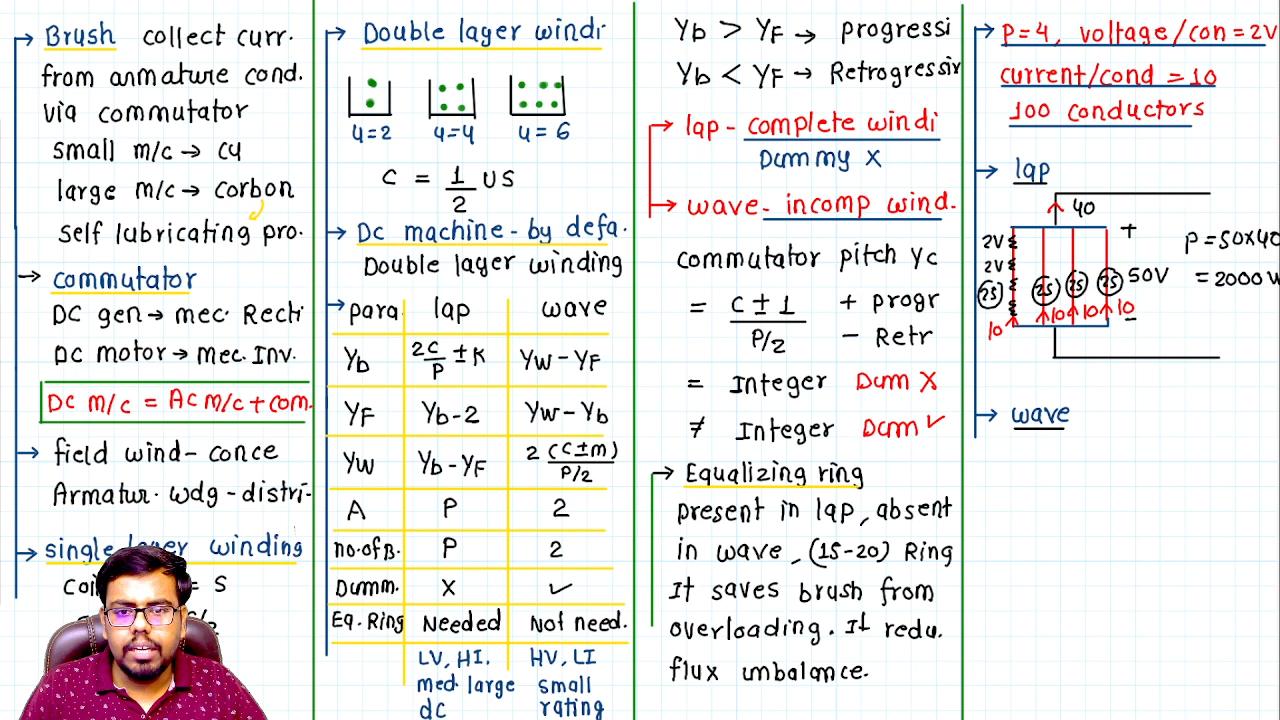 Brush collect curr.
from armature cond.
via commutator
small m/c → cu
large m/c → corbon
self lubricating pro.
commutator
DC gen → mec. Recti
DC motor → mec. Inv.
DC m/c = AC m/c + com.
field wind - conce
Armatur. wdg - distri-
single layer winding
= S
Double layer windi
u=2 u=4 u= 6
C = 1/2 US
Dc machine - by defa.
Double layer winding
para. lap wave
Yb 2C/P ± K Yw - YF
YF Yb - 2 Yw - Yb
Yw Yb - YF 2 (C±m)/P/2
A P 2
no.of B. P 2
Dumm. X ✓
Eq. Ring Needed Not need.
LV, HI. HV, LI
med. large small
dc rating
Yb > YF → progressi
Yb < YF → Retrogressiv
lap - complete windi
Dummy X
wave - incomp wind.
commutator pitch Yc
= C ± 1 / P/2 + progr
- Retr
= Integer Dum X
≠ Integer Dum ✓
Equalizing ring
present in lap, absent
in wave, (15-20) Ring
It saves brush from
overloading. It redu.
flux imbalance.
P=4, voltage/con = 2V
current/cond = 10
100 conductors
lap
40
+
2V
2V
25 25 25 25 50V
10 10 10 10
-
P = 50x40
= 2000 W
wave